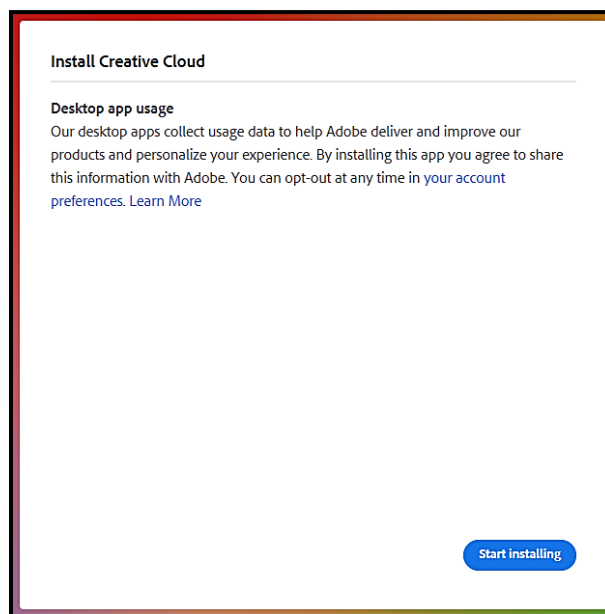 Install Creative Cloud
Desktop app usage
Our desktop apps collect usage data to help Adobe deliver and improve our
products and personalize your experience. By installing this app you agree to share
this information with Adobe. You can opt-out at any time in your account
preferences. Learn More
Start installing